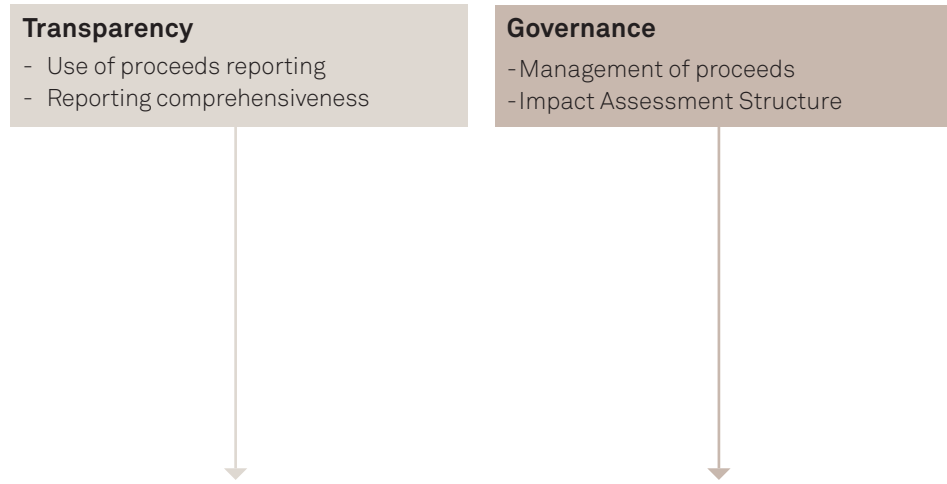 Transparency
- Use of proceeds reporting
- Reporting comprehensiveness
Governance
-Management of proceeds
-Impact Assessment Structure